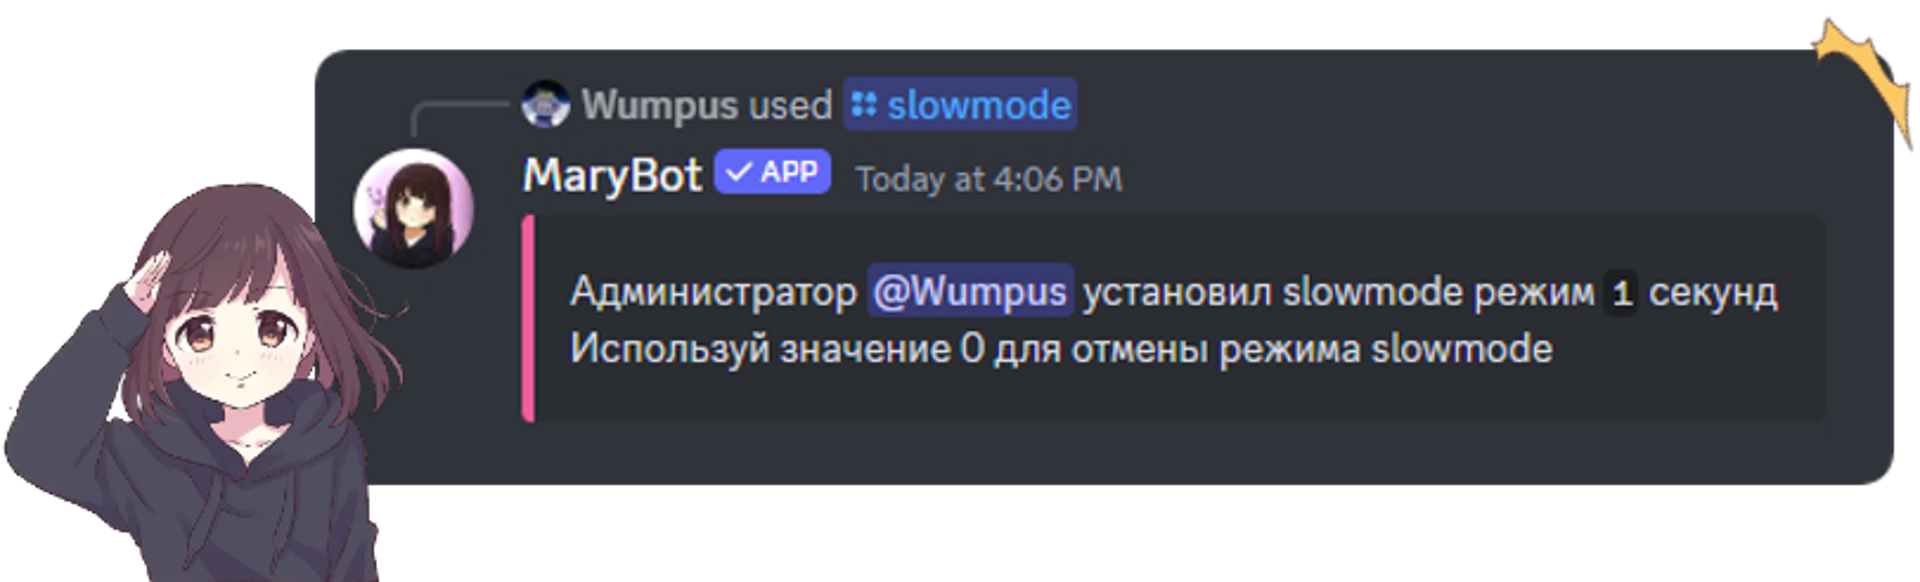 Wumpus used slowmode
MaryBot APP Today at 4:06 PM
Администратор @Wumpus установил slowmode режим 1 секунд
Используй значение 0 для отмены режима slowmode